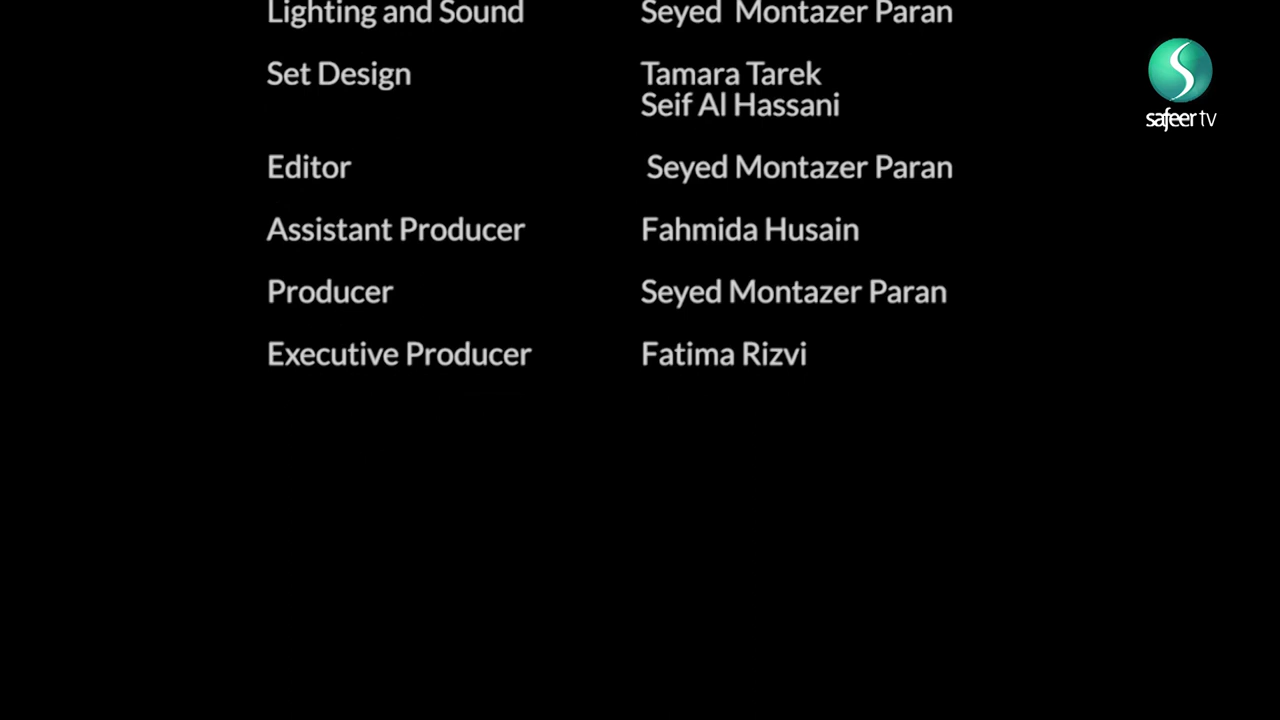 Lighting and Sound Seyed Montazer Paran
Set Design Tamara Tarek
Seif Al Hassani
Editor Seyed Montazer Paran
Assistant Producer Fahmida Husain
Producer Seyed Montazer Paran
Executive Producer Fatima Rizvi
safeer tv